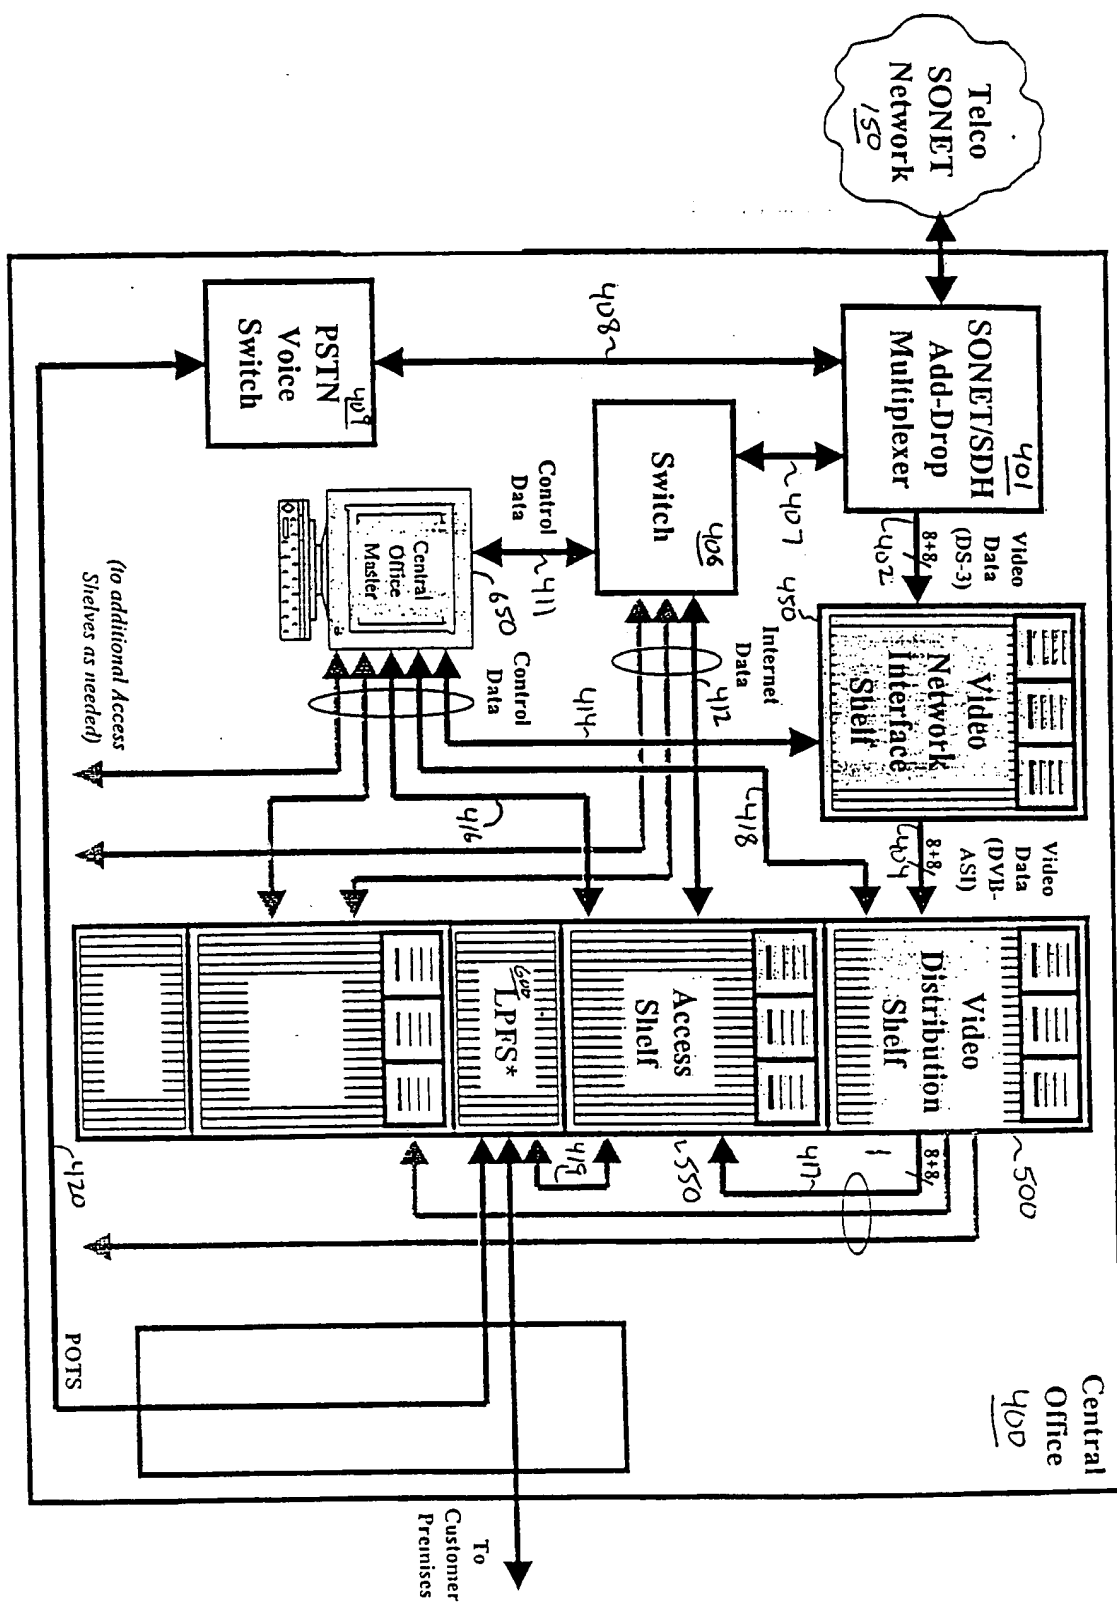 Telco
SONET
Network
150
Central
Office
400
SONET/SDH
Add-Drop
Multiplexer
401
Video
Data
(DS-3)
8+8
402
450
Video
Network
Interface
Shelf
Video
Data
(DVB-
ASI)
8+8
404
Video
Distribution
Shelf
500
8+8
417
408
407
Switch
406
Internet
Data
412
414
418
Access
Shelf
550
419
Control
Data
411
PSTN
Voice
Switch
409
Central
Office
Master
650
Control
Data
416
600
LPFS*
(to additional Access
Shelves as needed)
420
POTS
To
Customer
Premises